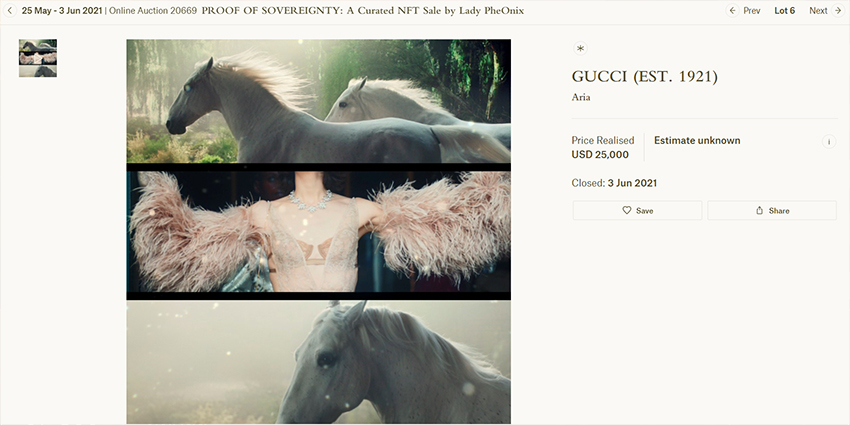 25 May - 3 Jun 2021 | Online Auction 20669 PROOF OF SOVEREIGNTY: A Curated NFT Sale by Lady PheOnix
Prev Lot 6 Next
*
GUCCI (EST. 1921)
Aria
Price Realised
USD 25,000
Estimate unknown
i
Closed: 3 Jun 2021
Save
Share